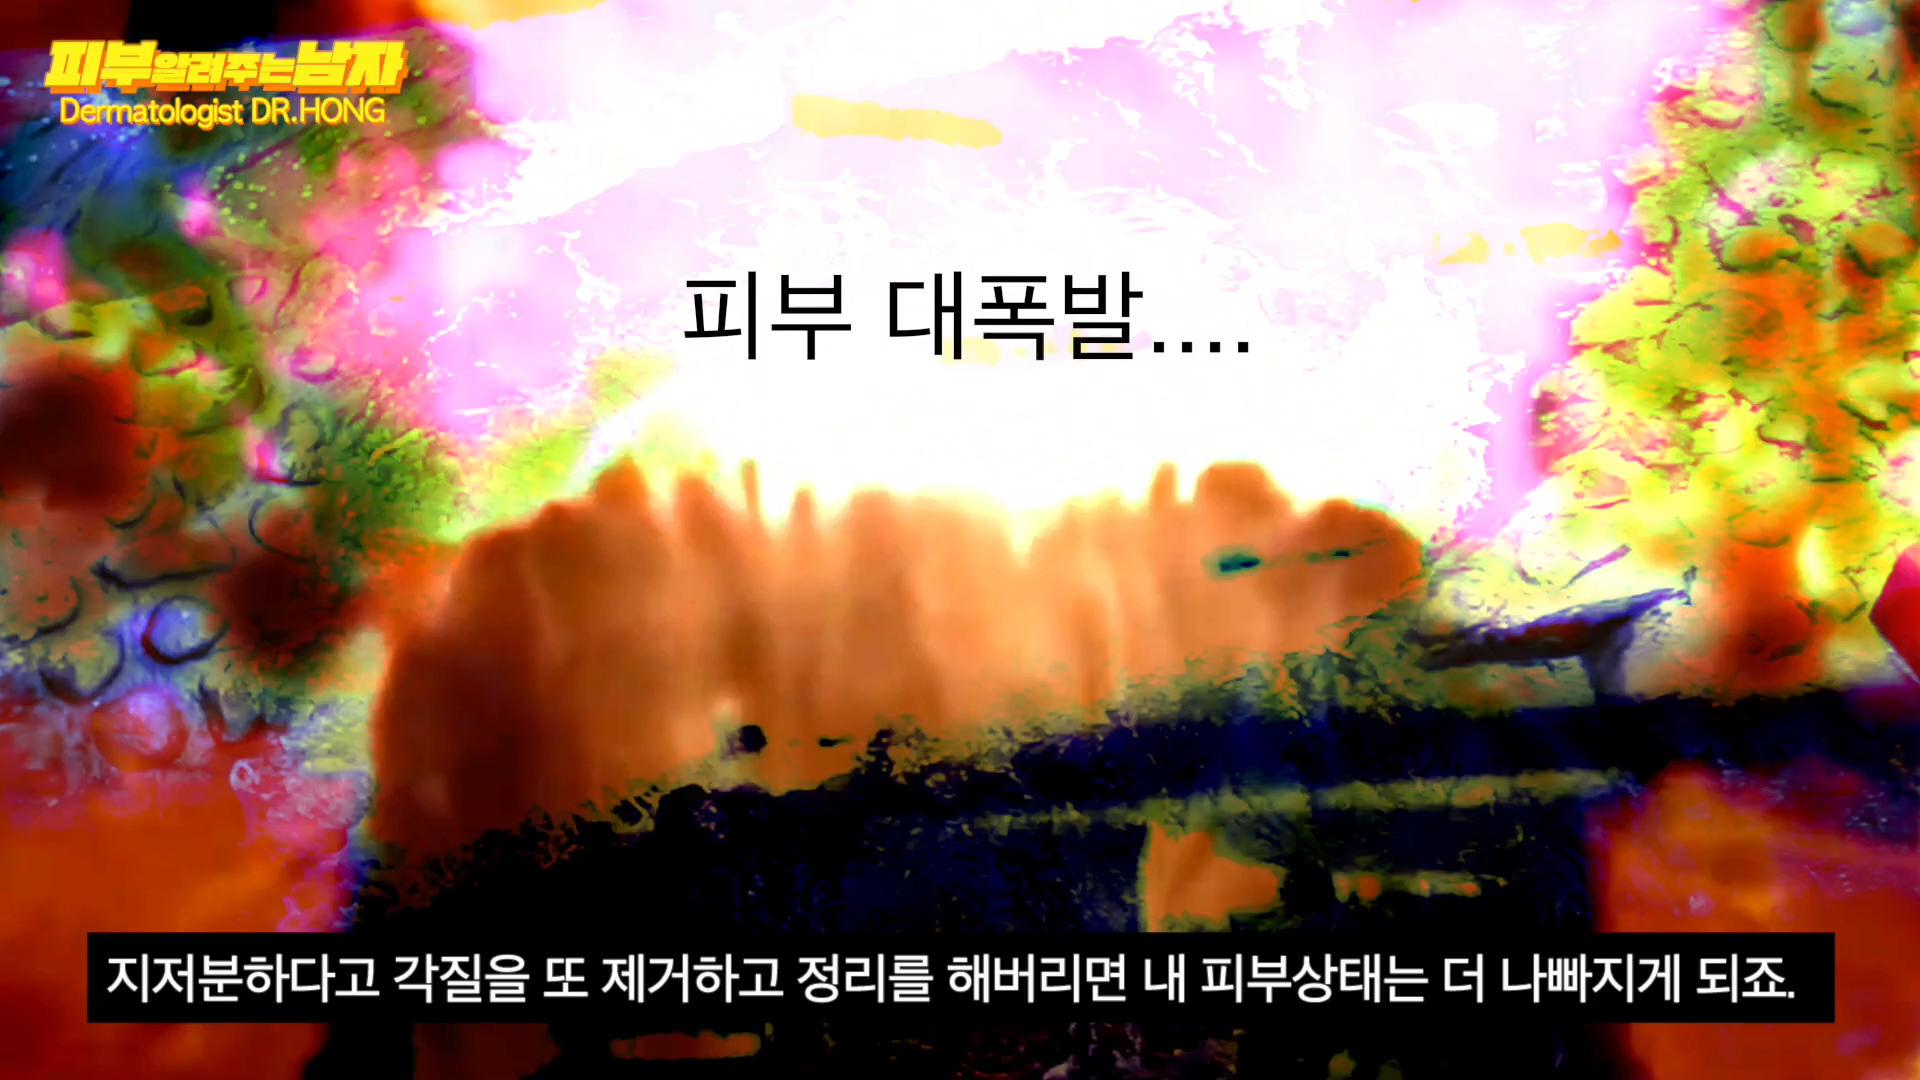 피부알려주는남자
Dermatologist DR.HONG
피부 대폭발....
지저분하다고 각질을 또 제거하고 정리를 해버리면 내 피부상태는 더 나빠지게 되죠.